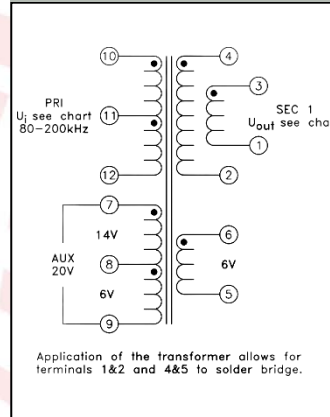 10
4
3
PRI
Ui see chart
80-200kHz
11
SEC 1
Uout see cha
1
12
2
7
14V
6
AUX
20V
8
6V
6V
5
9
Application of the transformer allows for
terminals 1&2 and 4&5 to solder bridge.